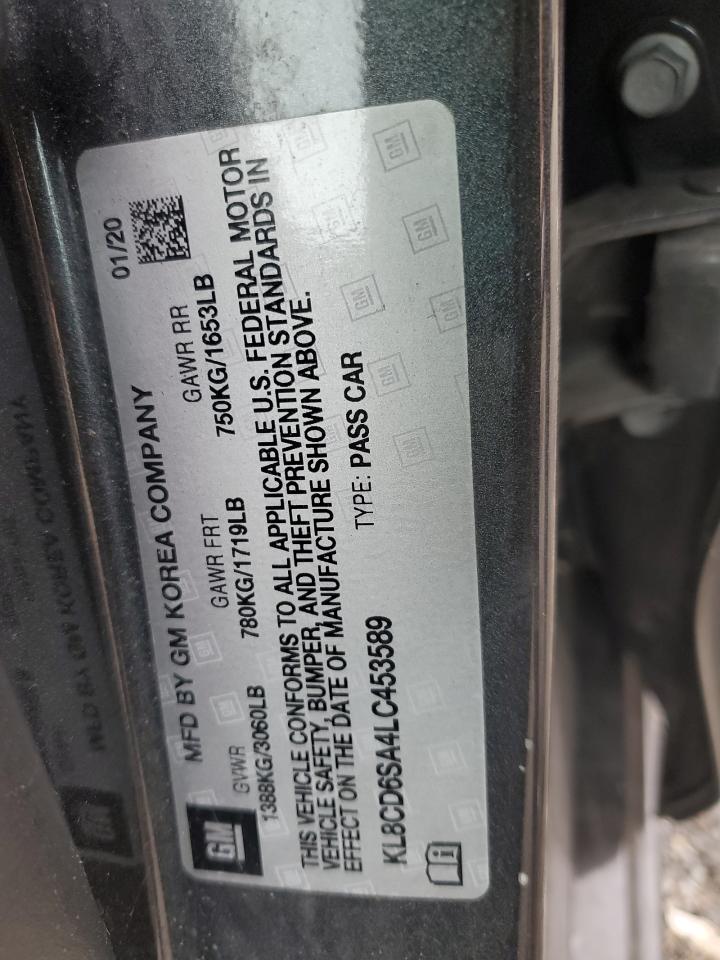 GM
MFD BY GM KOREA COMPANY 01/20
GVWR GAWR FRT GAWR RR
1388KG/3060LB 780KG/1719LB 750KG/1653LB
THIS VEHICLE CONFORMS TO ALL APPLICABLE U.S. FEDERAL MOTOR
VEHICLE SAFETY, BUMPER, AND THEFT PREVENTION STANDARDS IN
EFFECT ON THE DATE OF MANUFACTURE SHOWN ABOVE.
KL8CD6SA4LC453589 TYPE: PASS CAR